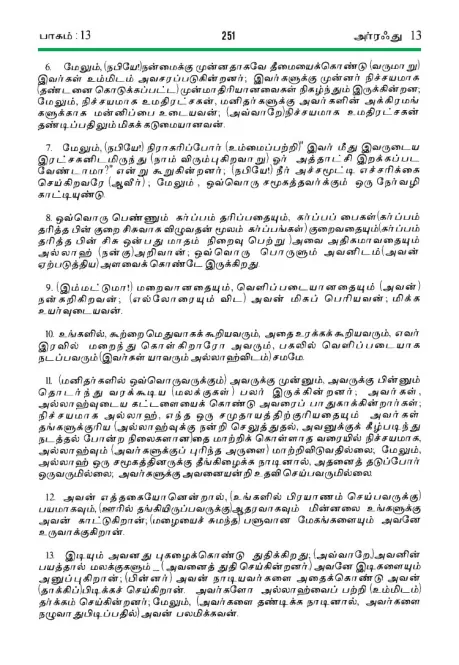 பாகம் : 13 251 அர்ரஃது 13
6. மேலும், (நபியே!)நன்மைக்கு முன்னதாகவே தீமையைக்கொண்டு (வருமாறு)
இவர்கள் உம்மிடம் அவசரப்படுகின்றனர்; இவர்களுக்கு முன்னர் நிச்சயமாக
(தண்டனை கொடுக்கப்பட்ட) முன்மாதிரியானவைகள் நிகழ்ந்தும் இருக்கின்றன;
மேலும், நிச்சயமாக உமதிரட்சகன், மனிதர்களுக்கு அவர்களின் அக்கிரமங்
களுக்காக மன்னிப்பை உடையவன்; (அவ்வாறே)நிச்சயமாக உமதிரட்சகன்
தண்டிப்பதிலும் மிகக் கடுமையானவன்.
7. மேலும், (நபியே!) நிராகரிப்போர் (உம்மைப்பற்றி)" இவர் மீது இவருடைய
இரட்சகனிடமிருந்து (நாம் விரும்புகிறவாறு) ஓர் அத்தாட்சி இறக்கப்பட
வேண்டாமா?" என்று கூறுகின்றனர்; (நபியே!) நீர் அச்சமூட்டி எச்சரிக்கை
செய்கிறவரே (ஆவீர்) ; மேலும் , ஒவ்வொரு சமூகத்தவர்க்கும் ஒரு நேர்வழி
காட்டியுண்டு.
8. ஒவ்வொரு பெண்ணும் கர்ப்பம் தரிப்பதையும், கர்ப்பப் பைகள்(கர்ப்பம்
தரித்த பின் குறை சிசுவாக விழுவதன் மூலம் கர்ப்பங்கள்) குறைவதையும்(கர்ப்பம்
தரித்த பின் சிசு ஒன்பது மாதம் நிறைவு பெற்று )அவை அதிகமாவதையும்
அல்லாஹ் (நன்கு)அறிவான் ; ஒவ்வொரு பொருளும் அவனிடம்(அவன்
ஏற்படுத்திய)அளவைக் கொண்டே இருக்கிறது.
9. (இம்மட்டுமா!) மறைவானதையும், வெளிப்படையானதையும் (அவன்)
நன்கறிகிறவன் ; (எல்லோரையும் விட) அவன் மிகப் பெரியவன் ; மிக்க
உயர்வுடையவன்.
10. உங்களில், கூற்றை மெதுவாகக் கூறியவரும், அதை உரக்கக் கூறியவரும், எவர்
இரவில் மறைந்து கொள்கிறாரோ அவரும், பகலில் வெளிப்படையாக
நடப்பவரும் (இவர்கள் யாவரும் அல்லாஹ்விடம்) சமமே.
11. (மனிதர்களில் ஒவ்வொருவருக்கும்) அவருக்கு முன்னும், அவருக்கு பின்னும்
தொடர்ந்து வரக்கூடிய (மலக்குகள்) பலர் இருக்கின்றனர்; அவர்கள்,
அல்லாஹ்வுடைய கட்டளையைக் கொண்டு அவரைப் பாதுகாக்கின்றார்கள்;
நிச்சயமாக அல்லாஹ், எந்த ஒரு சமுதாயத்திற்குரியதையும் அவர்கள்
தங்களுக்குரிய (அல்லாஹ்வுக்கு நன்றி செலுத்துதல், அவனுக்குக் கீழ்படிந்து
நடத்தல் போன்ற நிலைகளான)தை மாற்றிக் கொள்ளாத வரையில் நிச்சயமாக,
அல்லாஹ்வும் (அவர்களுக்குப் புரிந்த அருளை) மாற்றிவிடுவதில்லை; மேலும்,
அல்லாஹ் ஒரு சமூகத்தினருக்கு தீங்கிழைக்க நாடினால், அதனைத் தடுப்போர்
ஒருவருமில்லை; அவர்களுக்கு அவனையன்றி உதவி செய்பவருமில்லை.
12. அவன் எத்தகையோனென்றால், (உங்களில் பிரயாணம் செய்பவருக்கு)
பயமாகவும், (ஊரில் தங்கியிருப்பவருக்கு)ஆதரவாகவும் மின்னலை உங்களுக்கு
அவன் காட்டுகிறான்; (மழையைச் சுமந்த) பளுவான மேகங்களையும் அவனே
உருவாக்குகிறான்.
13. இடியும் அவனது புகழைக்கொண்டு துதிக்கிறது; (அவ்வாறே,)அவனின்
பயத்தால் மலக்குகளும் _ (அவனைத் துதி செய்கின்றனர்) அவனே இடிகளையும்
அனுப்புகிறான் ; (பின்னர்) அவன் நாடியவர்களை அதைக்கொண்டு அவன்
(தாக்கிப்)பிடிக்கச் செய்கிறான். அவர்களோ அல்லாஹ்வைப் பற்றி (உம்மிடம்)
தர்க்கம் செய்கின்றனர்; மேலும், (அவர்களை தண்டிக்க நாடினால், அவர்களை
நழுவாதுபிடிப்பதில்) அவன் பலமிக்கவன்.